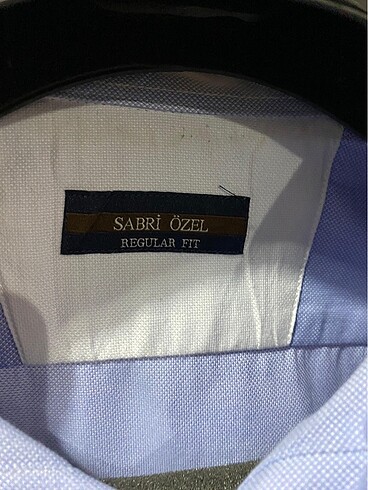 SABRİ ÖZEL
REGULAR FIT